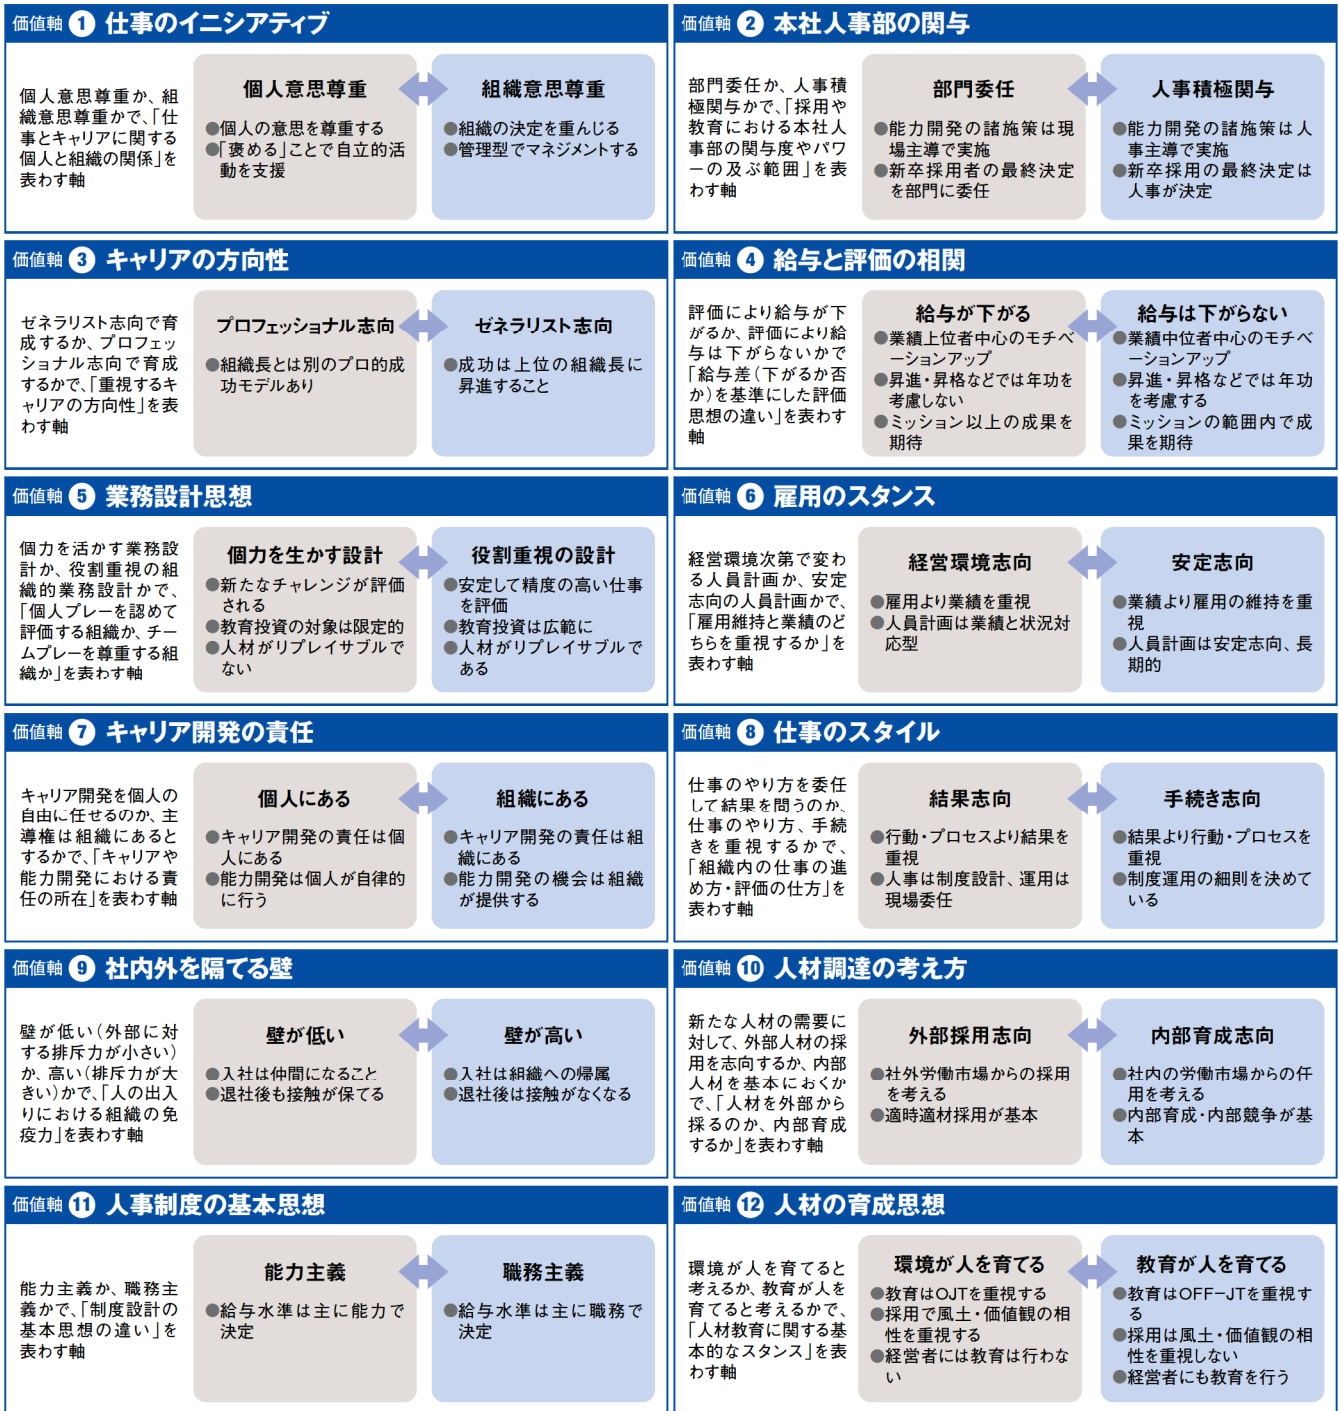 価値軸 1 仕事のイニシアティブ
個人意思尊重か、組
織意思尊重かで、「仕
事とキャリアに関する
個人と組織の関係」を
表わす軸
個人意思尊重
●個人の意思を尊重する
●「褒める」ことで自立的活
動を支援
組織意思尊重
●組織の決定を重んじる
●管理型でマネジメントする
価値軸 2 本社人事部の関与
部門委任か、人事積
極関与かで、「採用や
教育における本社人
事部の関与度やパワ
ーの及ぶ範囲」を表
わす軸
部門委任
●能力開発の諸施策は現
場主導で実施
●新卒採用者の最終決定
を部門に委任
人事積極関与
●能力開発の諸施策は人
事主導で実施
●新卒採用の最終決定は
人事が決定
価値軸 3 キャリアの方向性
ゼネラリスト志向で育
成するか、プロフェッ
ショナル志向で育成
するかで、「重視するキ
ャリアの方向性」を表
わす軸
プロフェッショナル志向
●組織長とは別のプロ的成
功モデルあり
ゼネラリスト志向
●成功は上位の組織長に
昇進すること
価値軸 4 給与と評価の相関
評価により給与が下
がるか、評価により給
与は下がらないかで
「給与差(下がるか否
か)を基準にした評価
思想の違い」を表わす
軸
給与が下がる
●業績上位者中心のモチベ
ーションアップ
●昇進・昇格などでは年功を
考慮しない
●ミッション以上の成果を
期待
給与は下がらない
●業績中位者中心のモチベ
ーションアップ
●昇進・昇格などでは年功
を考慮する
●ミッションの範囲内で成
果を期待
価値軸 5 業務設計思想
個力を活かす業務設
計か、役割重視の組
織的業務設計かで、
「個人プレーを認めて
評価する組織か、チー
ムプレーを尊重する組
織か」を表わす軸
個力を生かす設計
●新たなチャレンジが評価
される
●教育投資の対象は限定的
●人材がリプレイサブルで
ない
役割重視の設計
●安定して精度の高い仕事
を評価
●教育投資は広範に
●人材がリプレイサブルで
ある
価値軸 6 雇用のスタンス
経営環境次第で変わ
る人員計画か、安定
志向の人員計画かで、
「雇用維持と業績のど
ちらを重視するか」を
表わす軸
経営環境志向
●雇用より業績を重視
●人員計画は業績と状況対
応型
安定志向
●業績より雇用の維持を重
視
●人員計画は安定志向、長
期的
価値軸 7 キャリア開発の責任
キャリア開発を個人の
自由に任せるのか、主
導権は組織にあると
するかで、「キャリアや
能力開発における責
任の所在」を表わす軸
個人にある
●キャリア開発の責任は個
人にある
●能力開発は個人が自律的
に行う
組織にある
●キャリア開発の責任は組
織にある
●能力開発の機会は組織
が提供する
価値軸 8 仕事のスタイル
仕事のやり方を委任
して結果を問うのか、
仕事のやり方、手続
きを重視するかで、
「組織内の仕事の進
め方・評価の仕方」を
表わす軸
結果志向
●行動・プロセスより結果を
重視
●人事は制度設計、運用は
現場委任
手続き志向
●結果より行動・プロセスを
重視
●制度運用の細則を決めて
いる
価値軸 9 社内外を隔てる壁
壁が低い(外部に対
する排斥力が小さい)
か、高い(排斥力が大
きい)かで、「人の出入
りにおける組織の免
疫力」を表わす軸
壁が低い
●入社は仲間になること
●退社後も接触が保てる
壁が高い
●入社は組織への帰属
●退社後は接触がなくなる
価値軸 10 人材調達の考え方
新たな人材の需要に
対して、外部人材の採
用を志向するか、内部
人材を基本におくか
で、「人材を外部から
採るのか、内部育成
するか」を表わす軸
外部採用志向
●社外労働市場からの採用
を考える
●適時適材採用が基本
内部育成志向
●社内の労働市場からの任
用を考える
●内部育成・内部競争が基
本
価値軸 11 人事制度の基本思想
能力主義か、職務主
義かで、「制度設計の
基本思想の違い」を
表わす軸
能力主義
●給与水準は主に能力で
決定
職務主義
●給与水準は主に職務で
決定
価値軸 12 人材の育成思想
環境が人を育てると
考えるか、教育が人を
育てると考えるかで、
「人材教育に関する基
本的なスタンス」を表
わす軸
環境が人を育てる
●教育はOJTを重視する
●採用で風土・価値観の相
性を重視する
●経営者には教育は行わな
い
教育が人を育てる
●教育はOFF-JTを重視す
る
●採用は風土・価値観の相
性を重視しない
●経営者にも教育を行う